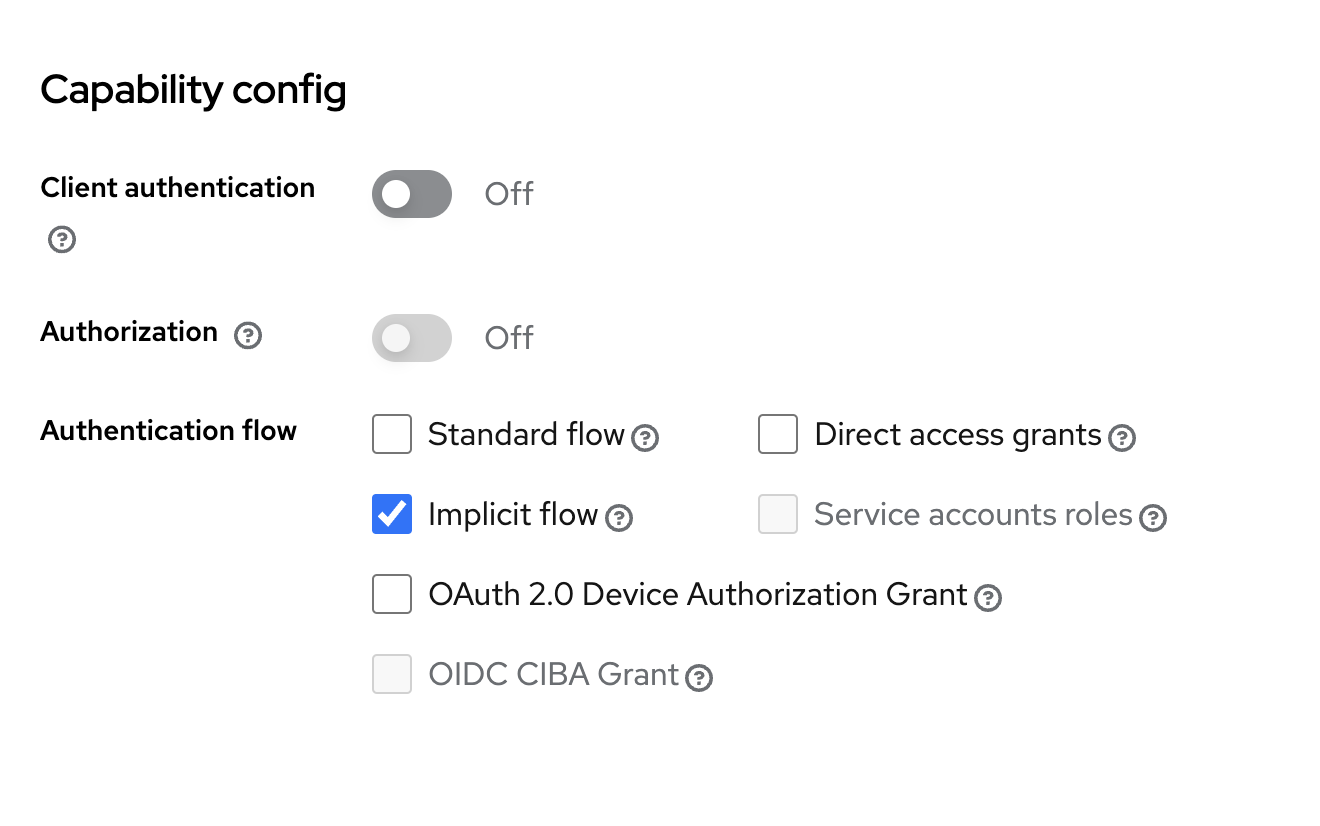 Capability config
Client authentication
Off
Authorization
Off
Authentication flow
Standard flow
Direct access grants
Implicit flow
Service accounts roles
OAuth 2.0 Device Authorization Grant
OIDC CIBA Grant